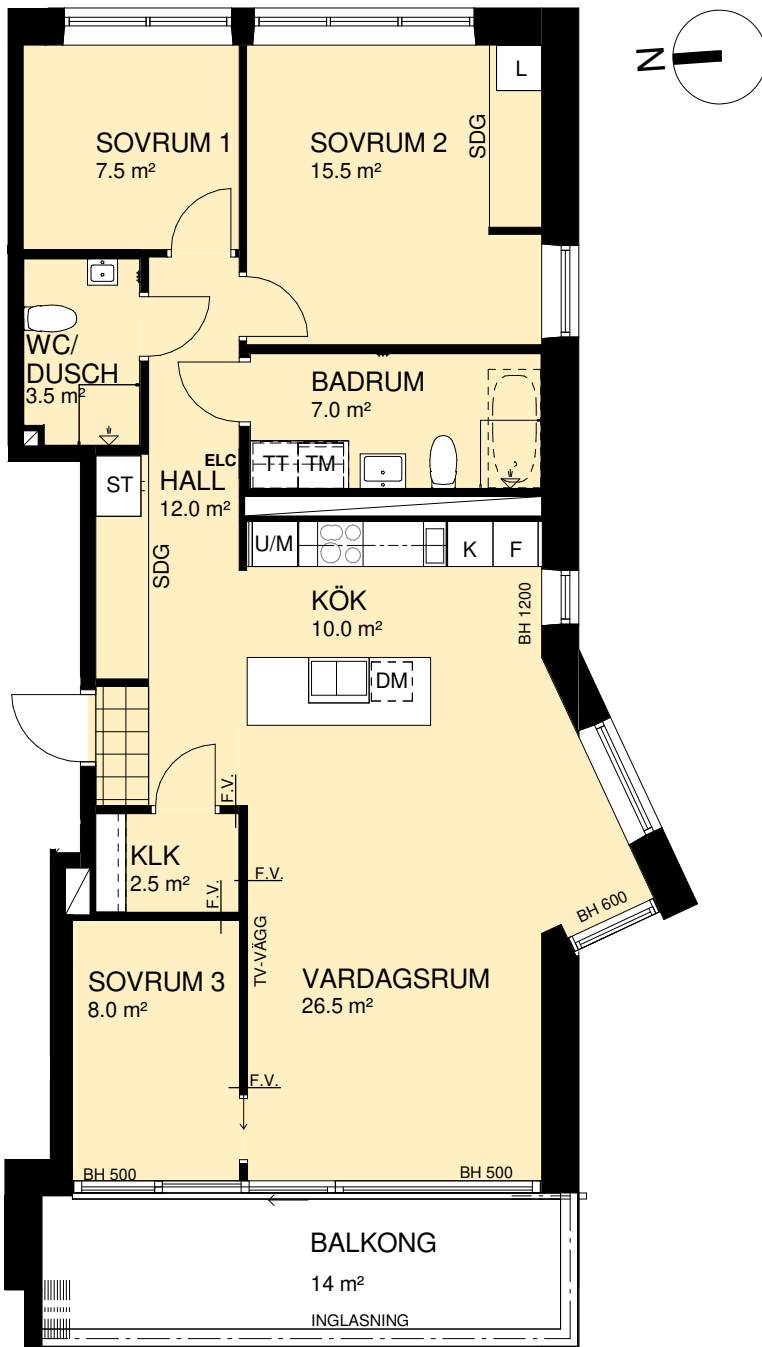 N
L
SOVRUM 1
7.5 m²
SOVRUM 2
15.5 m²
SDG
WC/
DUSCH
3.5 m²
BADRUM
7.0 m²
ELC
TT
TM
ST
HALL
12.0 m²
SDG
U/M
K
F
KÖK
10.0 m²
BH 1200
DM
F.V.
KLK
2.5 m²
F.V.
F.V.
BH 600
TV-VÄGG
SOVRUM 3
8.0 m²
VARDAGSRUM
26.5 m²
F.V.
BH 500
BH 500
BALKONG
14 m²
INGLASNING